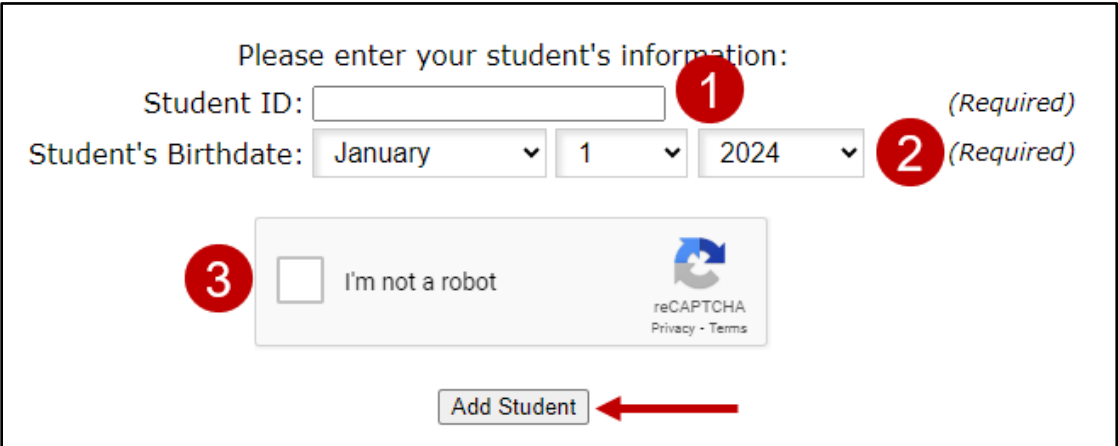 Please enter your student's information:
Student ID: 1 (Required)
Student's Birthdate: January 1 2024 2 (Required)
3 I'm not a robot
reCAPTCHA
Privacy - Terms
Add Student